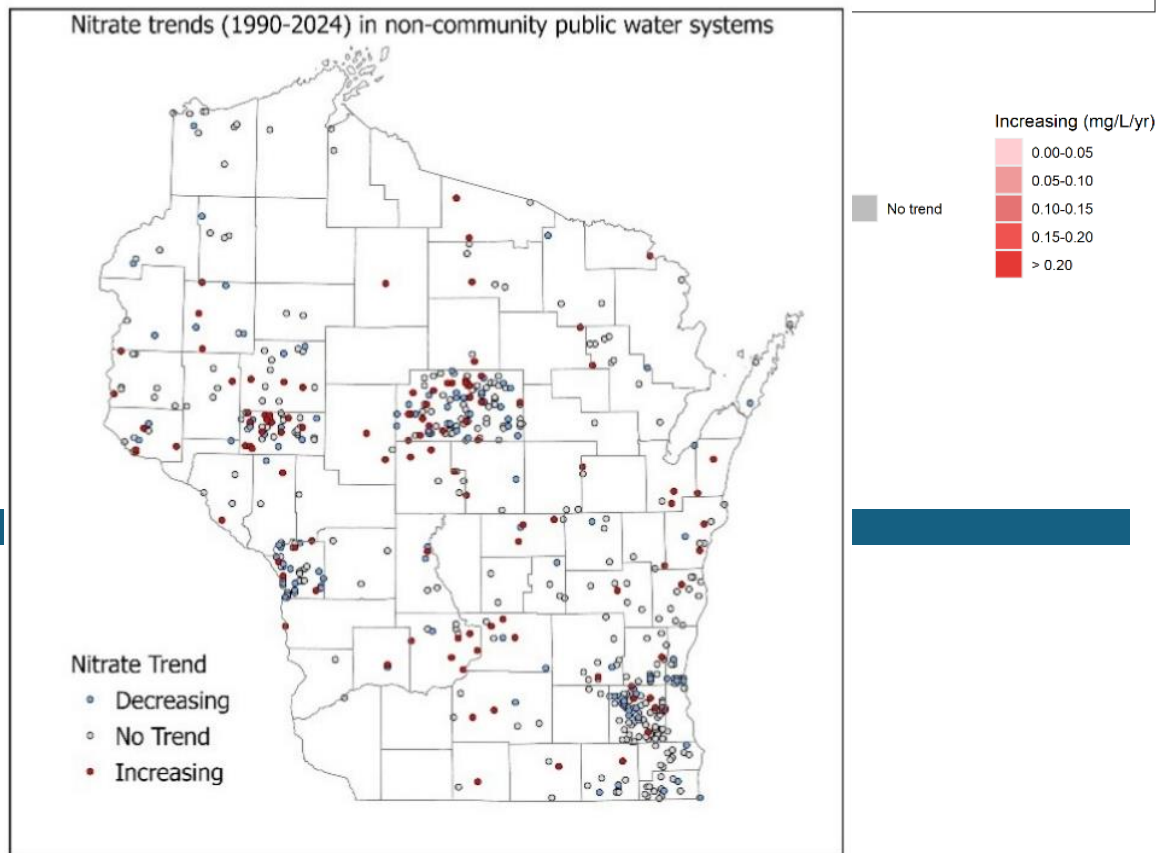 Nitrate trends (1990-2024) in non-community public water systems
Nitrate Trend
Decreasing
No Trend
Increasing
No trend
Increasing (mg/L/yr)
0.00-0.05
0.05-0.10
0.10-0.15
0.15-0.20
> 0.20